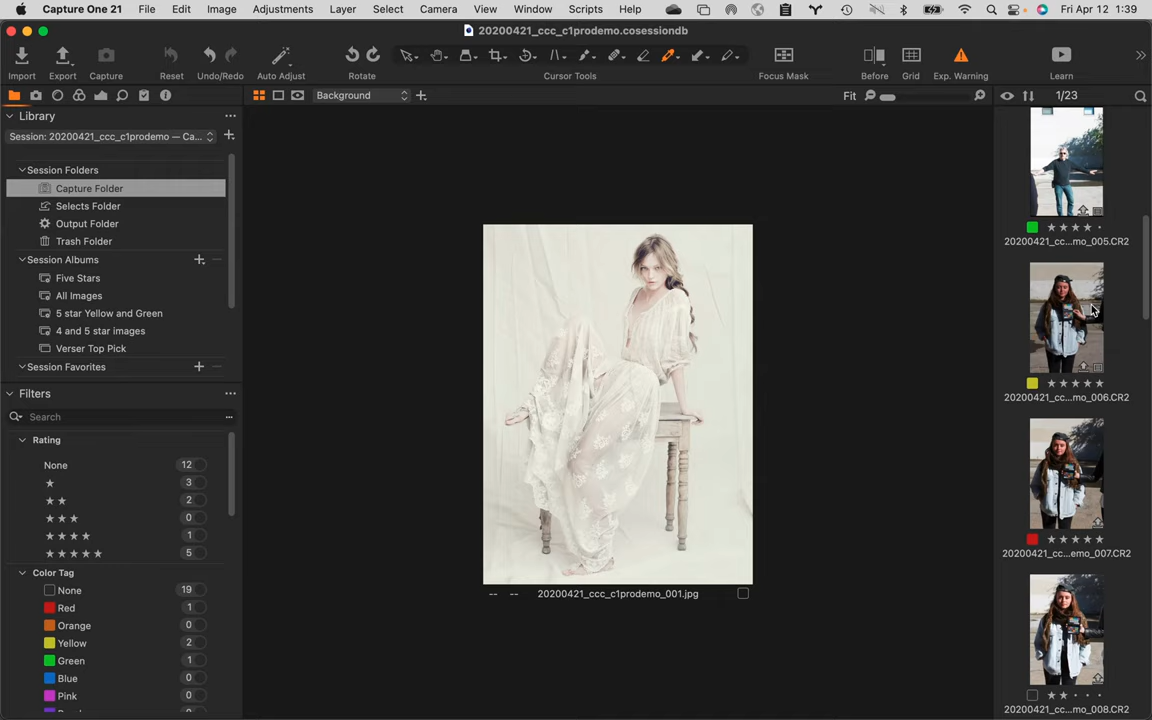 Capture One 21 File Edit Image Adjustments Layer Select Camera View Window Scripts Help Fri Apr 12 1:39
20200421_ccc_c1prodemo.cosessiondb
Import Export Capture Reset Undo/Redo Auto Adjust Rotate Cursor Tools Focus Mask Before Grid Exp. Warning Learn
Background Fit 1/23
Library
Session: 20200421_ccc_c1prodemo — Ca...
Session Folders
Capture Folder
Selects Folder
Output Folder
Trash Folder
Session Albums
Five Stars
All Images
5 star Yellow and Green
4 and 5 star images
Verser Top Pick
Session Favorites
Filters
Search
Rating
None 12
★ 3
★★ 2
★★★ 0
★★★★ 1
★★★★★ 5
Color Tag
None 19
Red 1
Orange 0
Yellow 2
Green 1
Blue 0
Pink 0
-- -- 20200421_ccc_c1prodemo_001.jpg
20200421_cc...mo_005.CR2
20200421_cc...mo_006.CR2
20200421_cc...emo_007.CR2
20200421_cc...mo_008.CR2